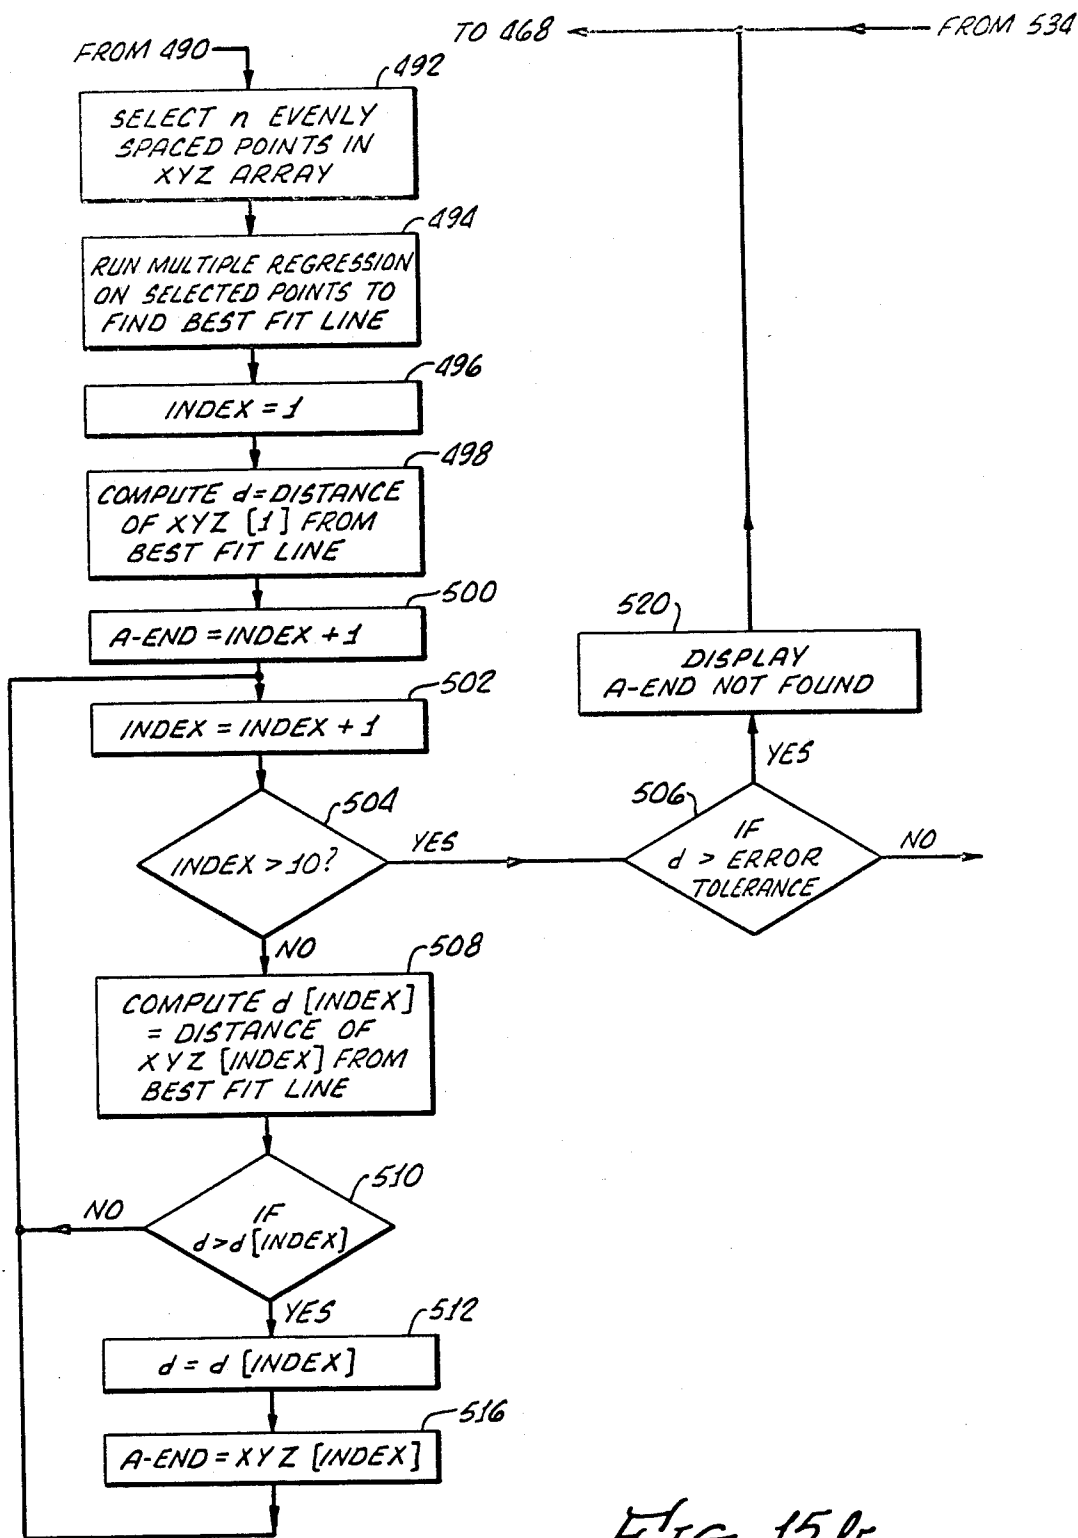 TO 468
FROM 534
FROM 490
492
SELECT n EVENLY
SPACED POINTS IN
XYZ ARRAY
494
RUN MULTIPLE REGRESSION
ON SELECTED POINTS TO
FIND BEST FIT LINE
496
INDEX = 1
498
COMPUTE d = DISTANCE
OF XYZ [1] FROM
BEST FIT LINE
500
A-END = INDEX + 1
502
INDEX = INDEX + 1
504
INDEX > 10?
YES
506
IF
d > ERROR
TOLERANCE
NO
YES
520
DISPLAY
A-END NOT FOUND
NO
508
COMPUTE d [INDEX]
= DISTANCE OF
XYZ [INDEX] FROM
BEST FIT LINE
510
IF
d > d [INDEX]
NO
YES
512
d = d [INDEX]
516
A-END = XYZ [INDEX]